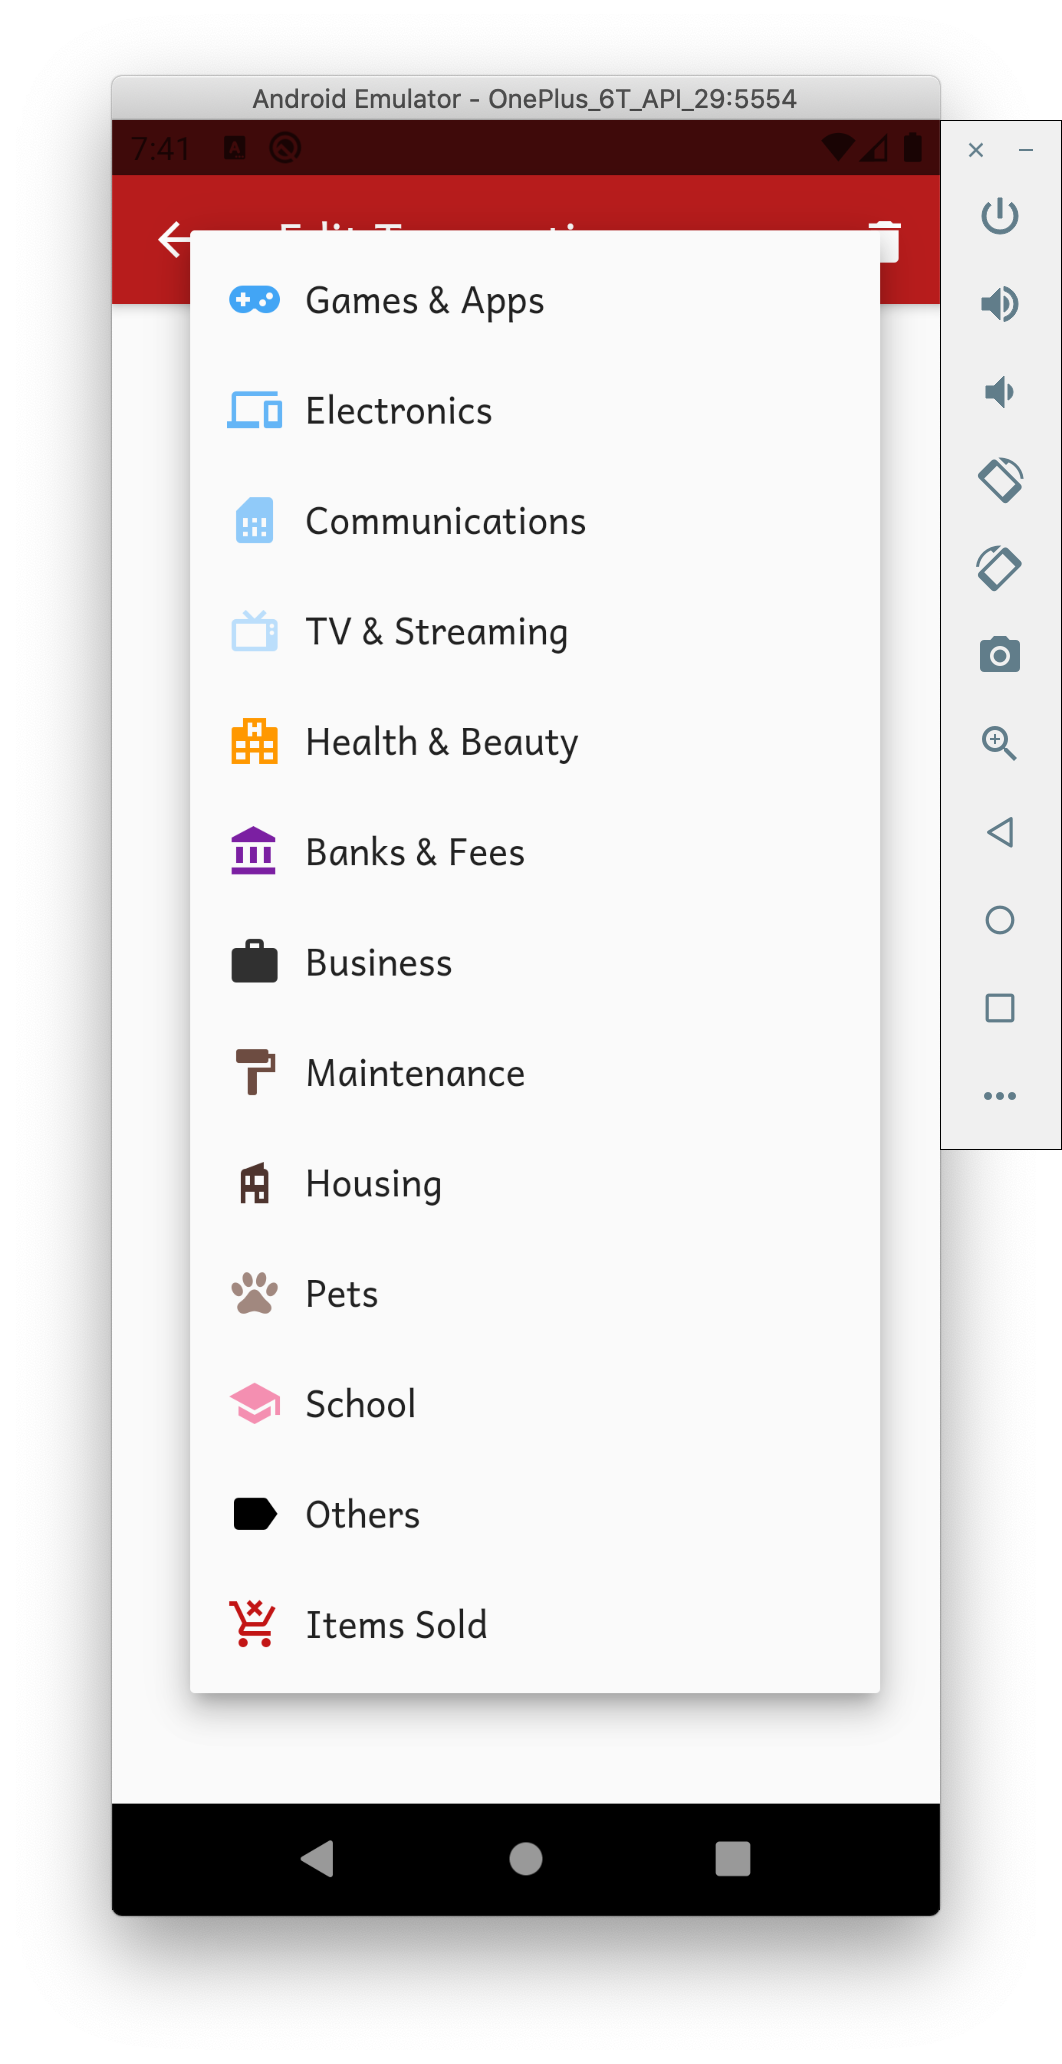 Android Emulator - OnePlus_6T_API_29:5554
7:41
Games & Apps
Electronics
Communications
TV & Streaming
Health & Beauty
Banks & Fees
Business
Maintenance
Housing
Pets
School
Others
Items Sold